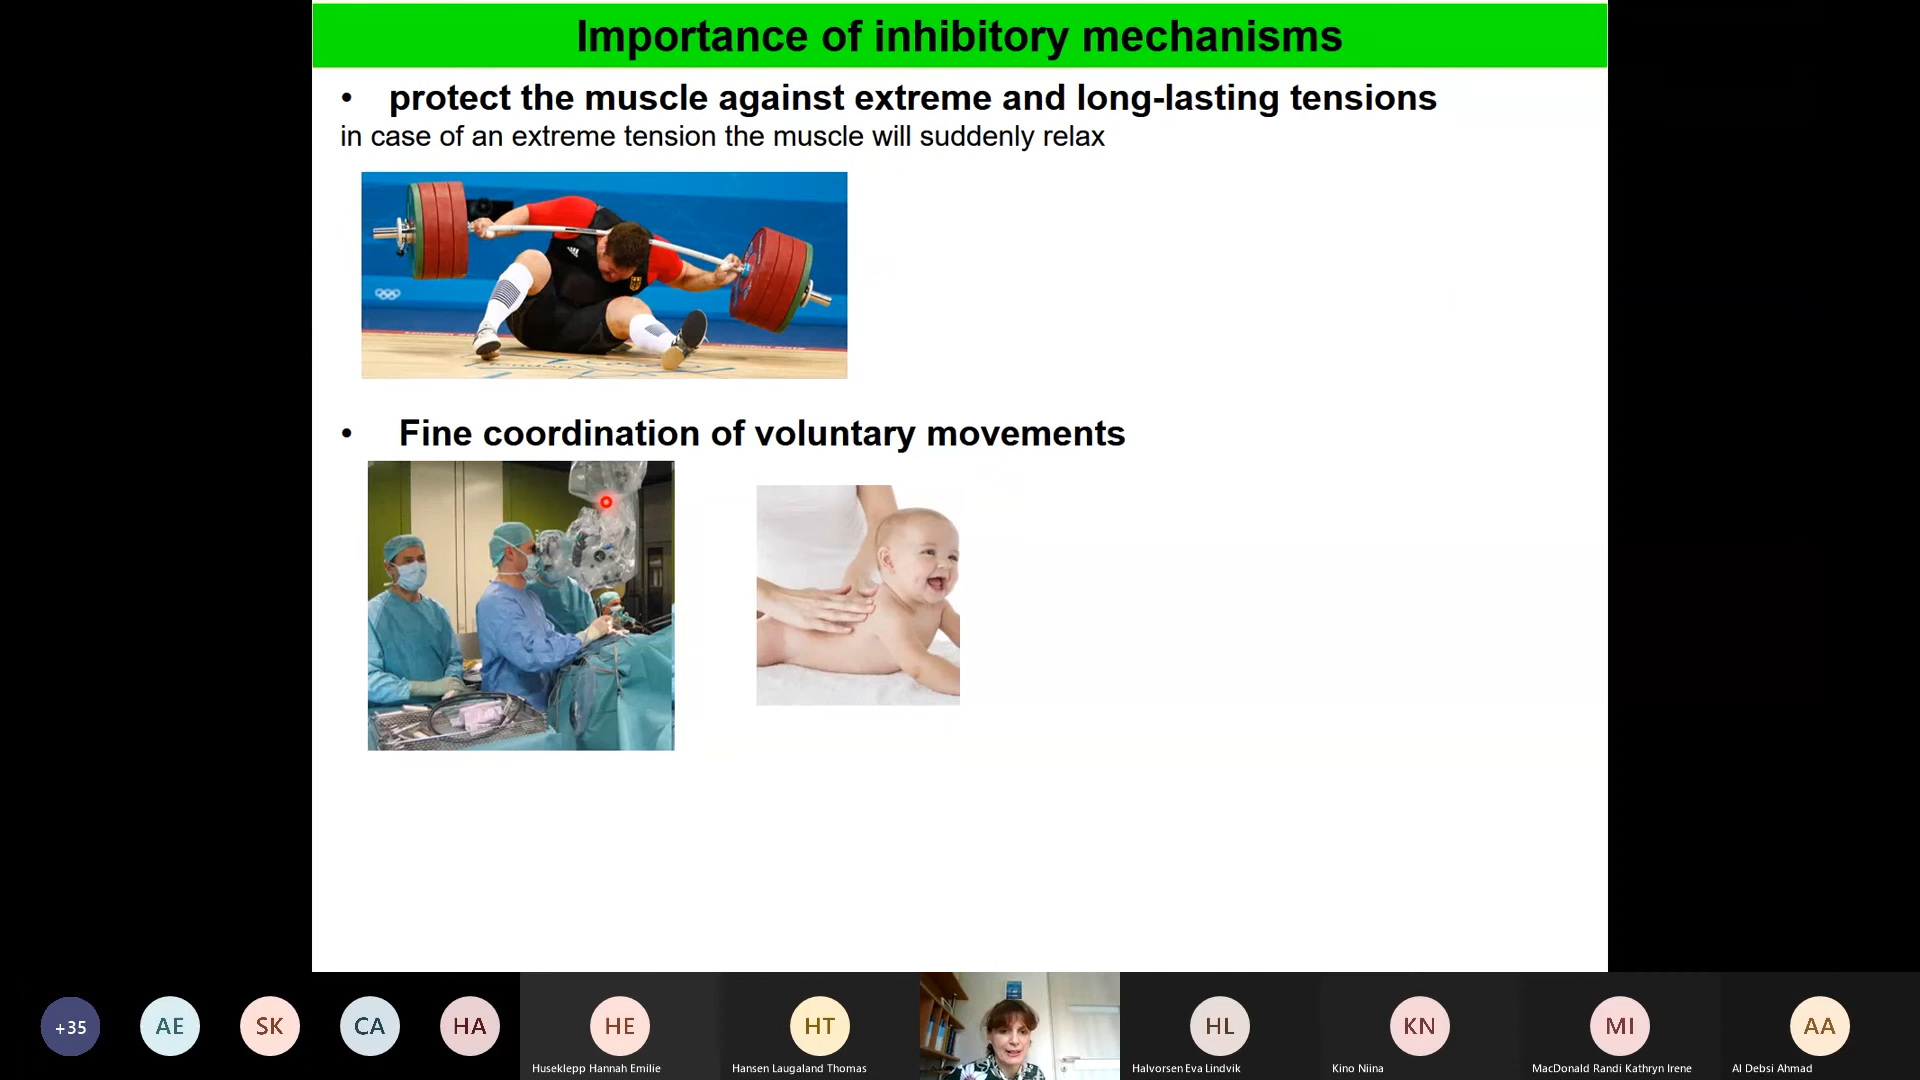 Importance of inhibitory mechanisms
• protect the muscle against extreme and long-lasting tensions
in case of an extreme tension the muscle will suddenly relax
• Fine coordination of voluntary movements
+35
AE
SK
CA
HA
HE
HT
HL
KN
MI
AA
Huseklepp Hannah Emilie
Hansen Laugaland Thomas
Halvorsen Eva Lindvik
Kino Niina
MacDonald Randi Kathryn Irene
Al Debsi Ahmad